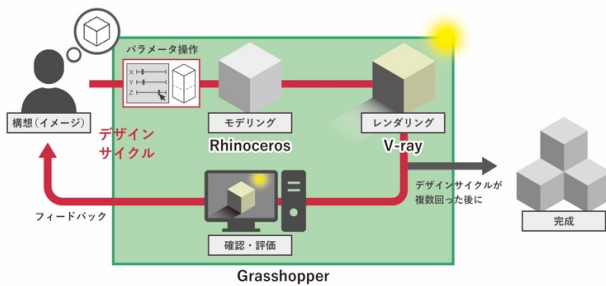 パラメータ操作
X
Y
Z
構想(イメージ)
デザイン
サイクル
モデリング
Rhinoceros
レンダリング
V-ray
フィードバック
確認・評価
デザインサイクルが
複数回った後に
完成
Grasshopper